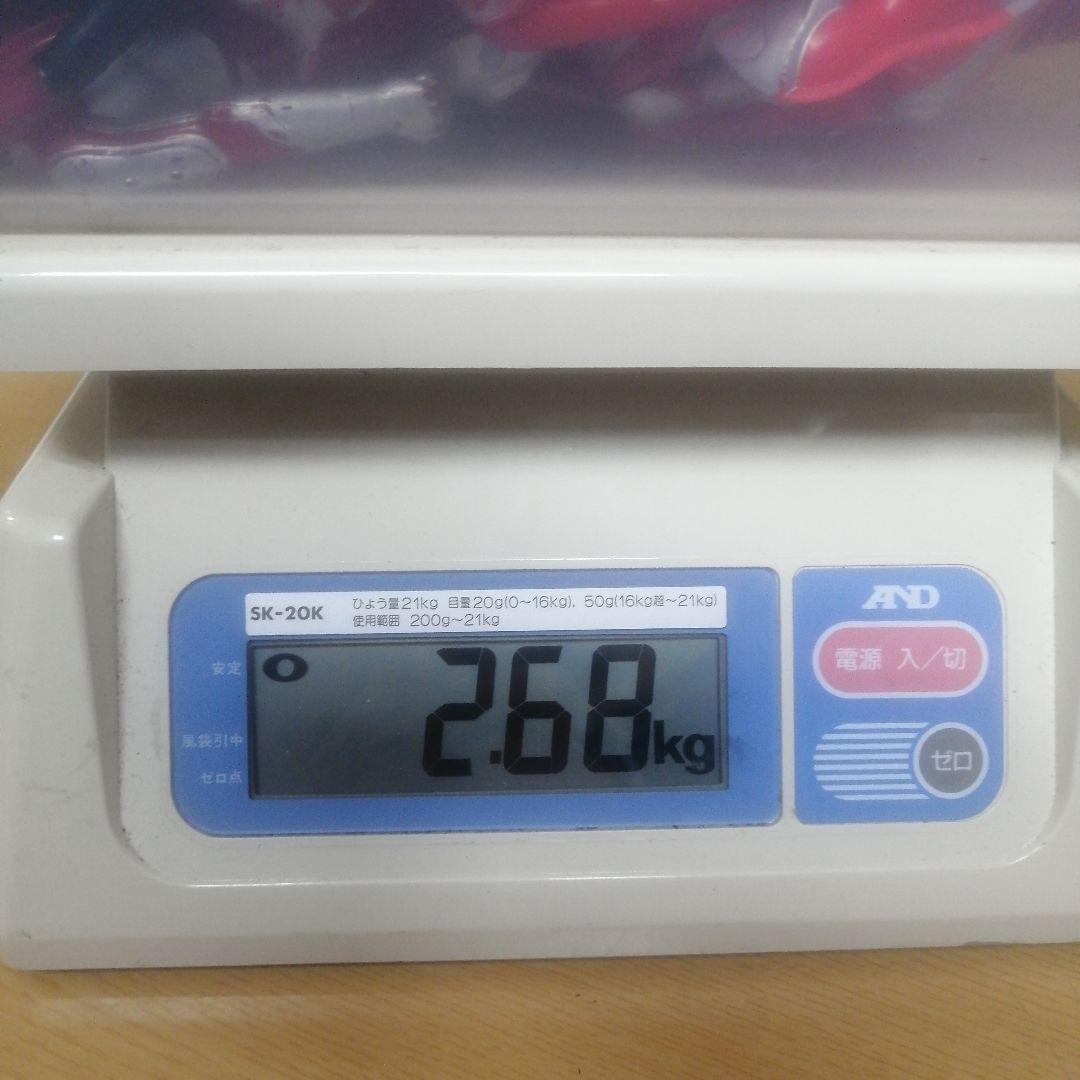 SK-20K
ひょう量21kg 目量20g(0～16kg), 50g(16kg超～21kg)
使用範囲 200g～21kg
AND
電源 入／切
安定
2.68kg
風袋引中
ゼロ点
ゼロ